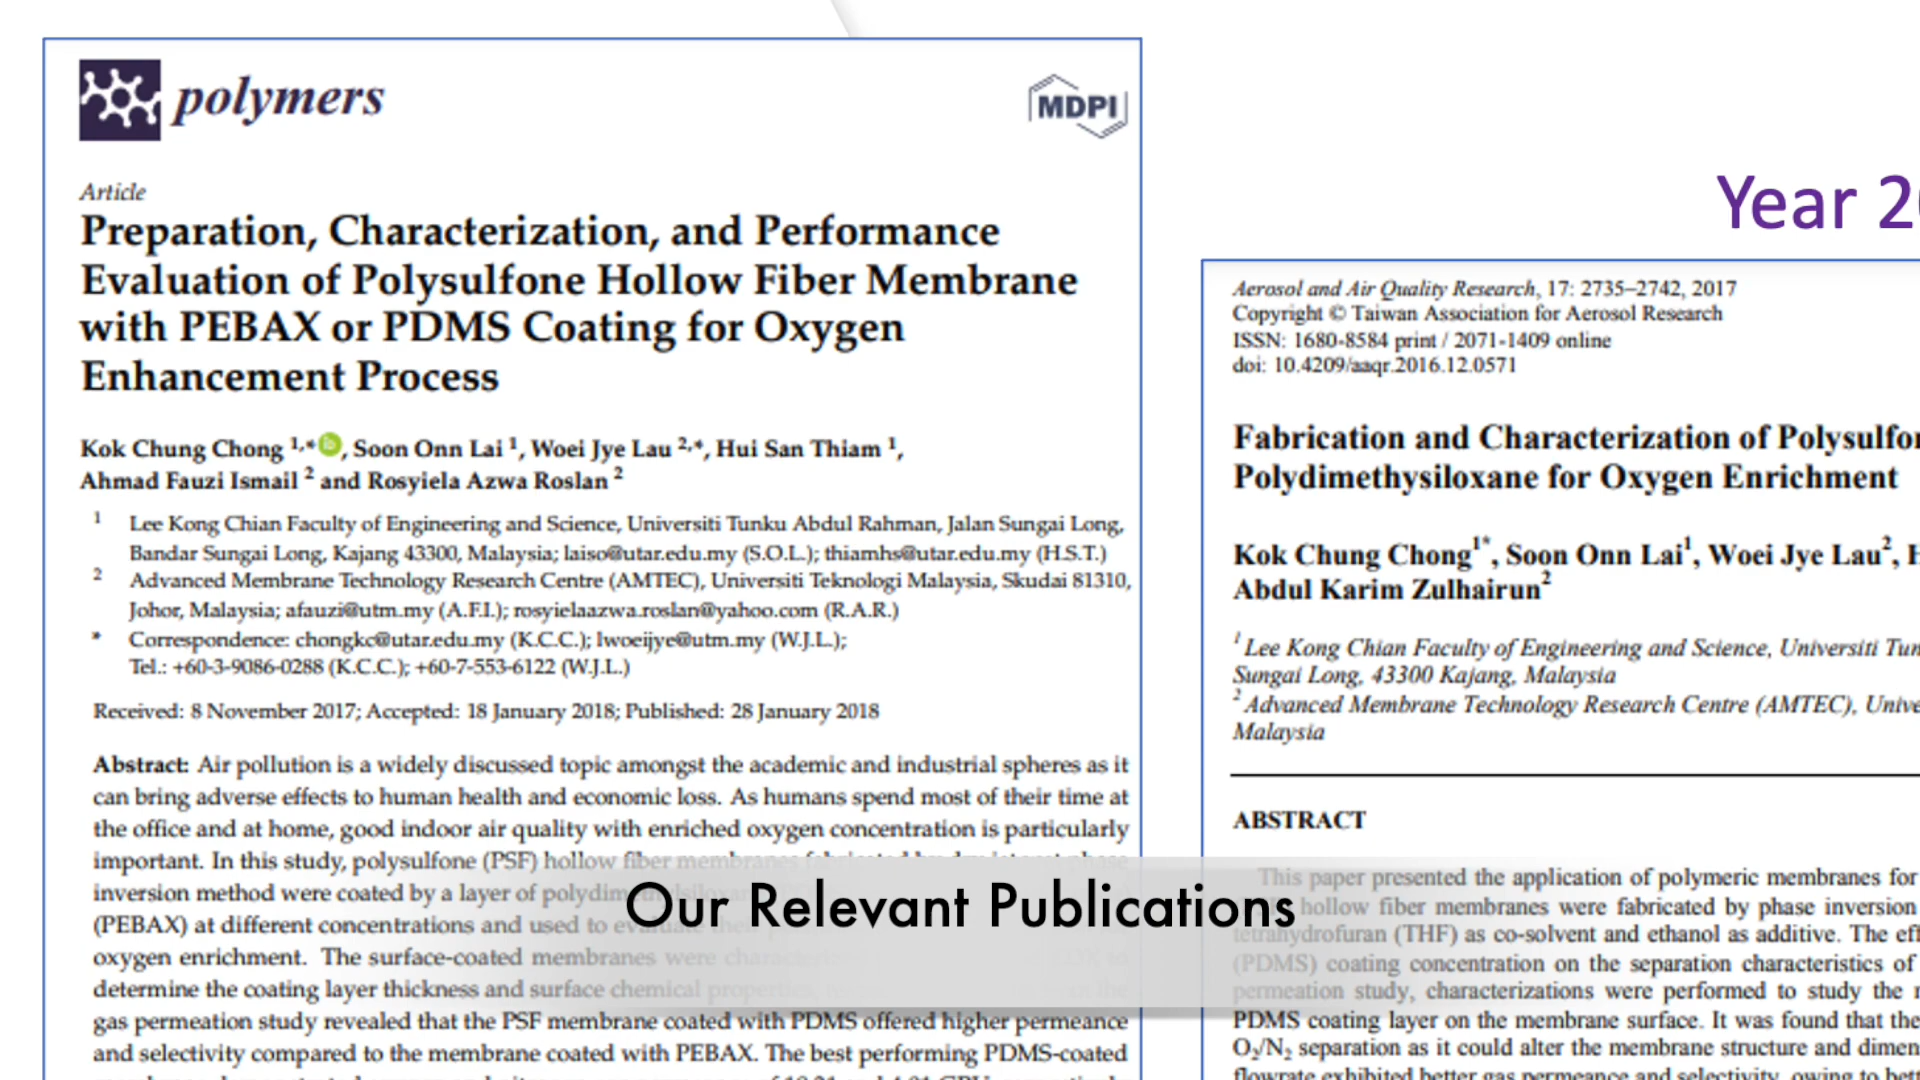 polymers
MDPI
Article
Preparation, Characterization, and Performance
Evaluation of Polysulfone Hollow Fiber Membrane
with PEBAX or PDMS Coating for Oxygen
Enhancement Process
Kok Chung Chong 1,* iD, Soon Onn Lai 1, Woei Jye Lau 2,*, Hui San Thiam 1,
Ahmad Fauzi Ismail 2 and Rosyiela Azwa Roslan 2
1 Lee Kong Chian Faculty of Engineering and Science, Universiti Tunku Abdul Rahman, Jalan Sungai Long,
Bandar Sungai Long, Kajang 43300, Malaysia; laiso@utar.edu.my (S.O.L.); thiamhs@utar.edu.my (H.S.T.)
2 Advanced Membrane Technology Research Centre (AMTEC), Universiti Teknologi Malaysia, Skudai 81310,
Johor, Malaysia; afauzi@utm.my (A.F.I.); rosyielaazwa.roslan@yahoo.com (R.A.R.)
* Correspondence: chongkc@utar.edu.my (K.C.C.); lwoeijye@utm.my (W.J.L.);
Tel.: +60-3-9086-0288 (K.C.C.); +60-7-553-6122 (W.J.L.)
Received: 8 November 2017; Accepted: 18 January 2018; Published: 28 January 2018
Abstract: Air pollution is a widely discussed topic amongst the academic and industrial spheres as it
can bring adverse effects to human health and economic loss. As humans spend most of their time at
the office and at home, good indoor air quality with enriched oxygen concentration is particularly
important. In this study, polysulfone (PSF) hollow fiber membranes
inversion method were coated by a layer of
(PEBAX) at different concentrations and used to
oxygen enrichment. The surface-coated membranes were
determine the coating layer thickness and surface chemical
gas permeation study revealed that the PSF membrane coated with PDMS offered higher permeance
and selectivity compared to the membrane coated with PEBAX. The best performing PDMS-coated
Year 20
Aerosol and Air Quality Research, 17: 2735–2742, 2017
Copyright © Taiwan Association for Aerosol Research
ISSN: 1680-8584 print / 2071-1409 online
doi: 10.4209/aaqr.2016.12.0571
Fabrication and Characterization of Polysulfo
Polydimethysiloxane for Oxygen Enrichment
Kok Chung Chong1*, Soon Onn Lai1, Woei Jye Lau2, H
Abdul Karim Zulhairun2
1 Lee Kong Chian Faculty of Engineering and Science, Universiti Tun
Sungai Long, 43300 Kajang, Malaysia
2 Advanced Membrane Technology Research Centre (AMTEC), Unive
Malaysia
ABSTRACT
This paper presented the application of polymeric membranes for
hollow fiber membranes were fabricated by phase inversion
tetrahydrofuran (THF) as co-solvent and ethanol as additive. The eff
(PDMS) coating concentration on the separation characteristics of
permeation study, characterizations were performed to study the
PDMS coating layer on the membrane surface. It was found that the
O2/N2 separation as it could alter the membrane structure and dimen
flowrate exhibited better gas permeance and selectivity, owing to bett
Our Relevant Publications